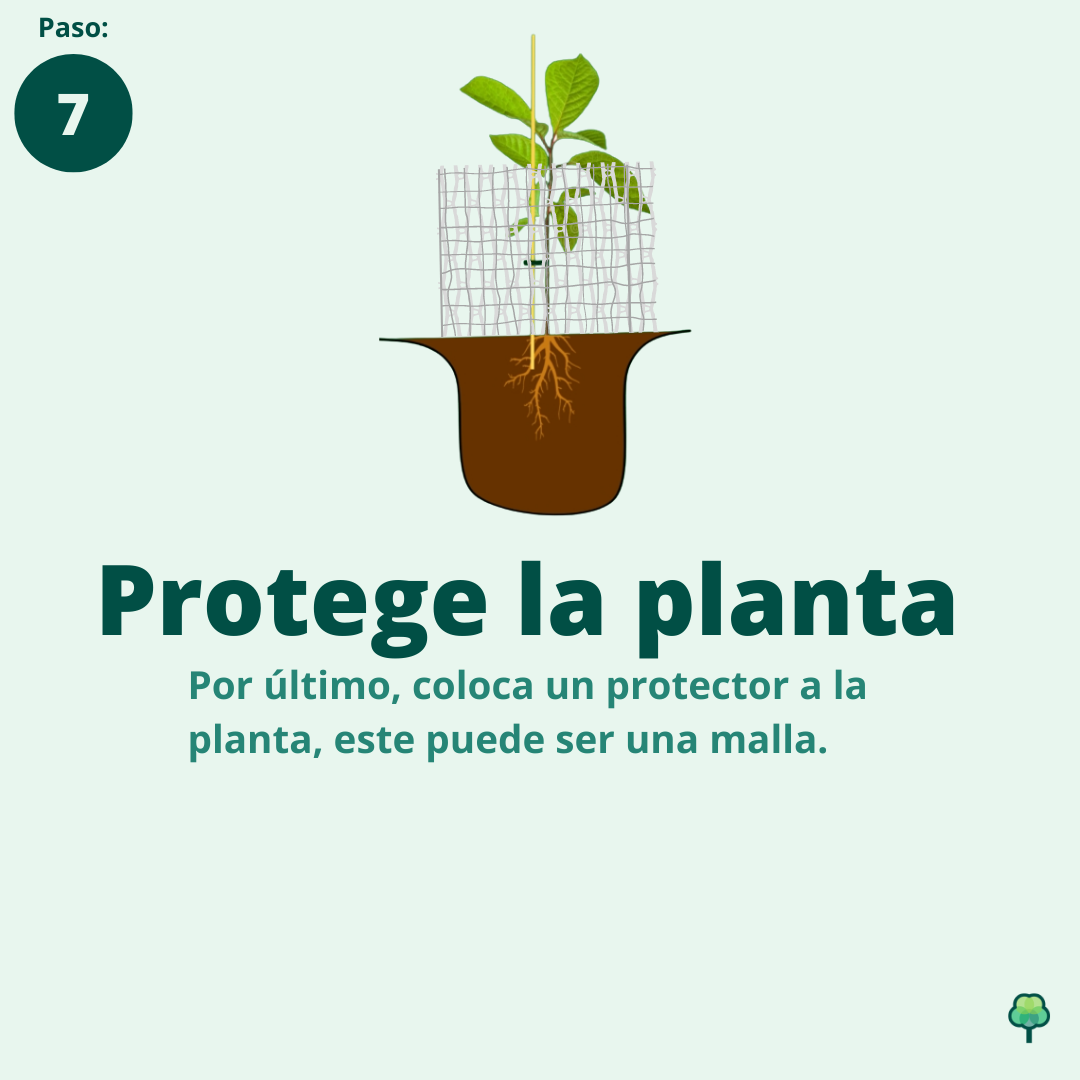 Paso:
7
Protege la planta
Por último, coloca un protector a la
planta, este puede ser una malla.